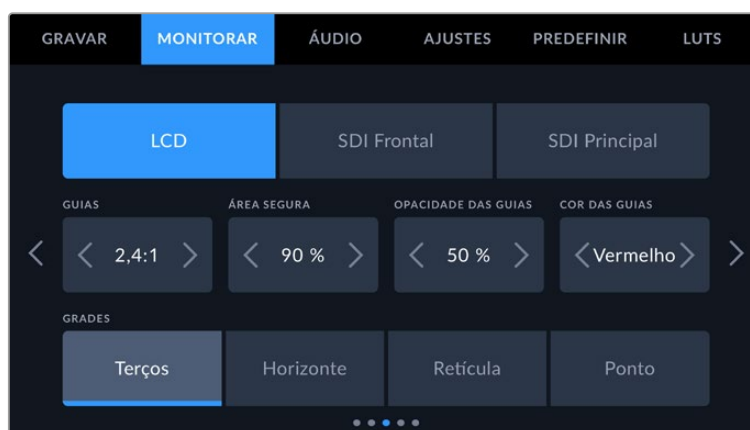 GRAVAR MONITORAR ÁUDIO AJUSTES PREDEFINIR LUTS
LCD SDI Frontal SDI Principal
GUIAS ÁREA SEGURA OPACIDADE DAS GUIAS COR DAS GUIAS
2,4:1 90 % 50 % Vermelho
GRADES
Terços Horizonte Retícula Ponto